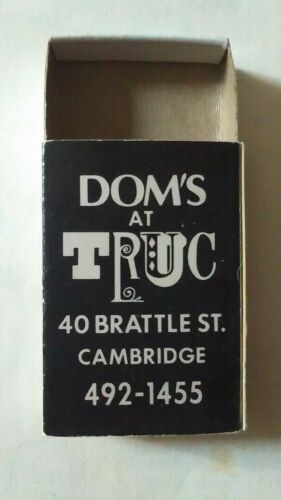 DOM'S
AT
TRUC
40 BRATTLE ST.
CAMBRIDGE
492-1455